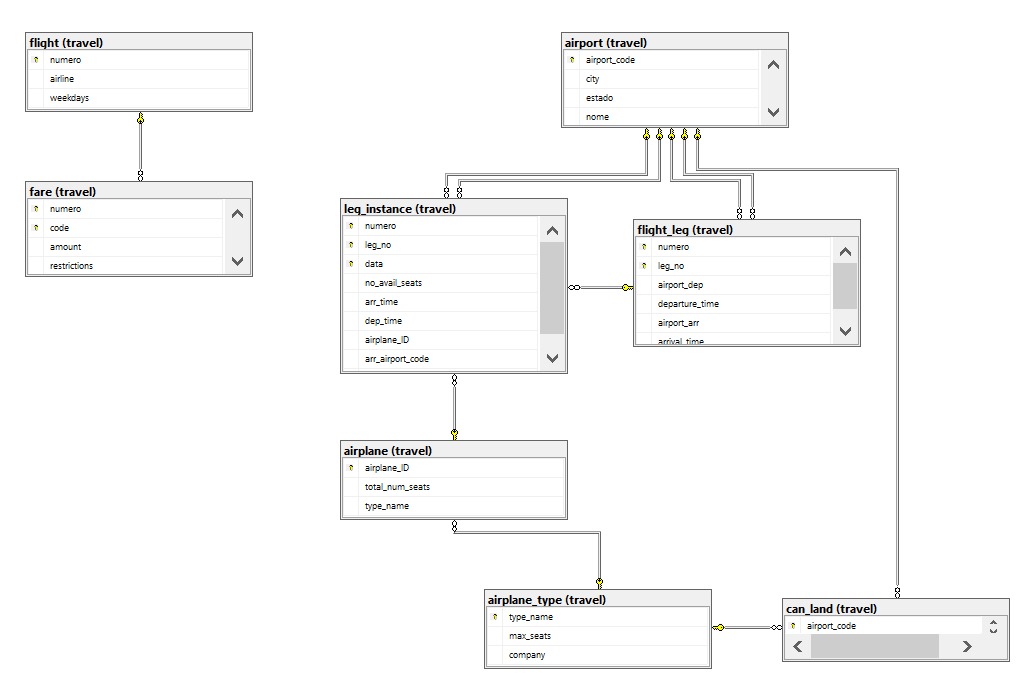 flight (travel)
numero
airline
weekdays
airport (travel)
airport_code
city
estado
nome
fare (travel)
numero
code
amount
restrictions
leg_instance (travel)
numero
leg_no
data
no_avail_seats
arr_time
dep_time
airplane_ID
arr_airport_code
flight_leg (travel)
numero
leg_no
airport_dep
departure_time
airport_arr
arrival_time
airplane (travel)
airplane_ID
total_num_seats
type_name
airplane_type (travel)
type_name
max_seats
company
can_land (travel)
airport_code